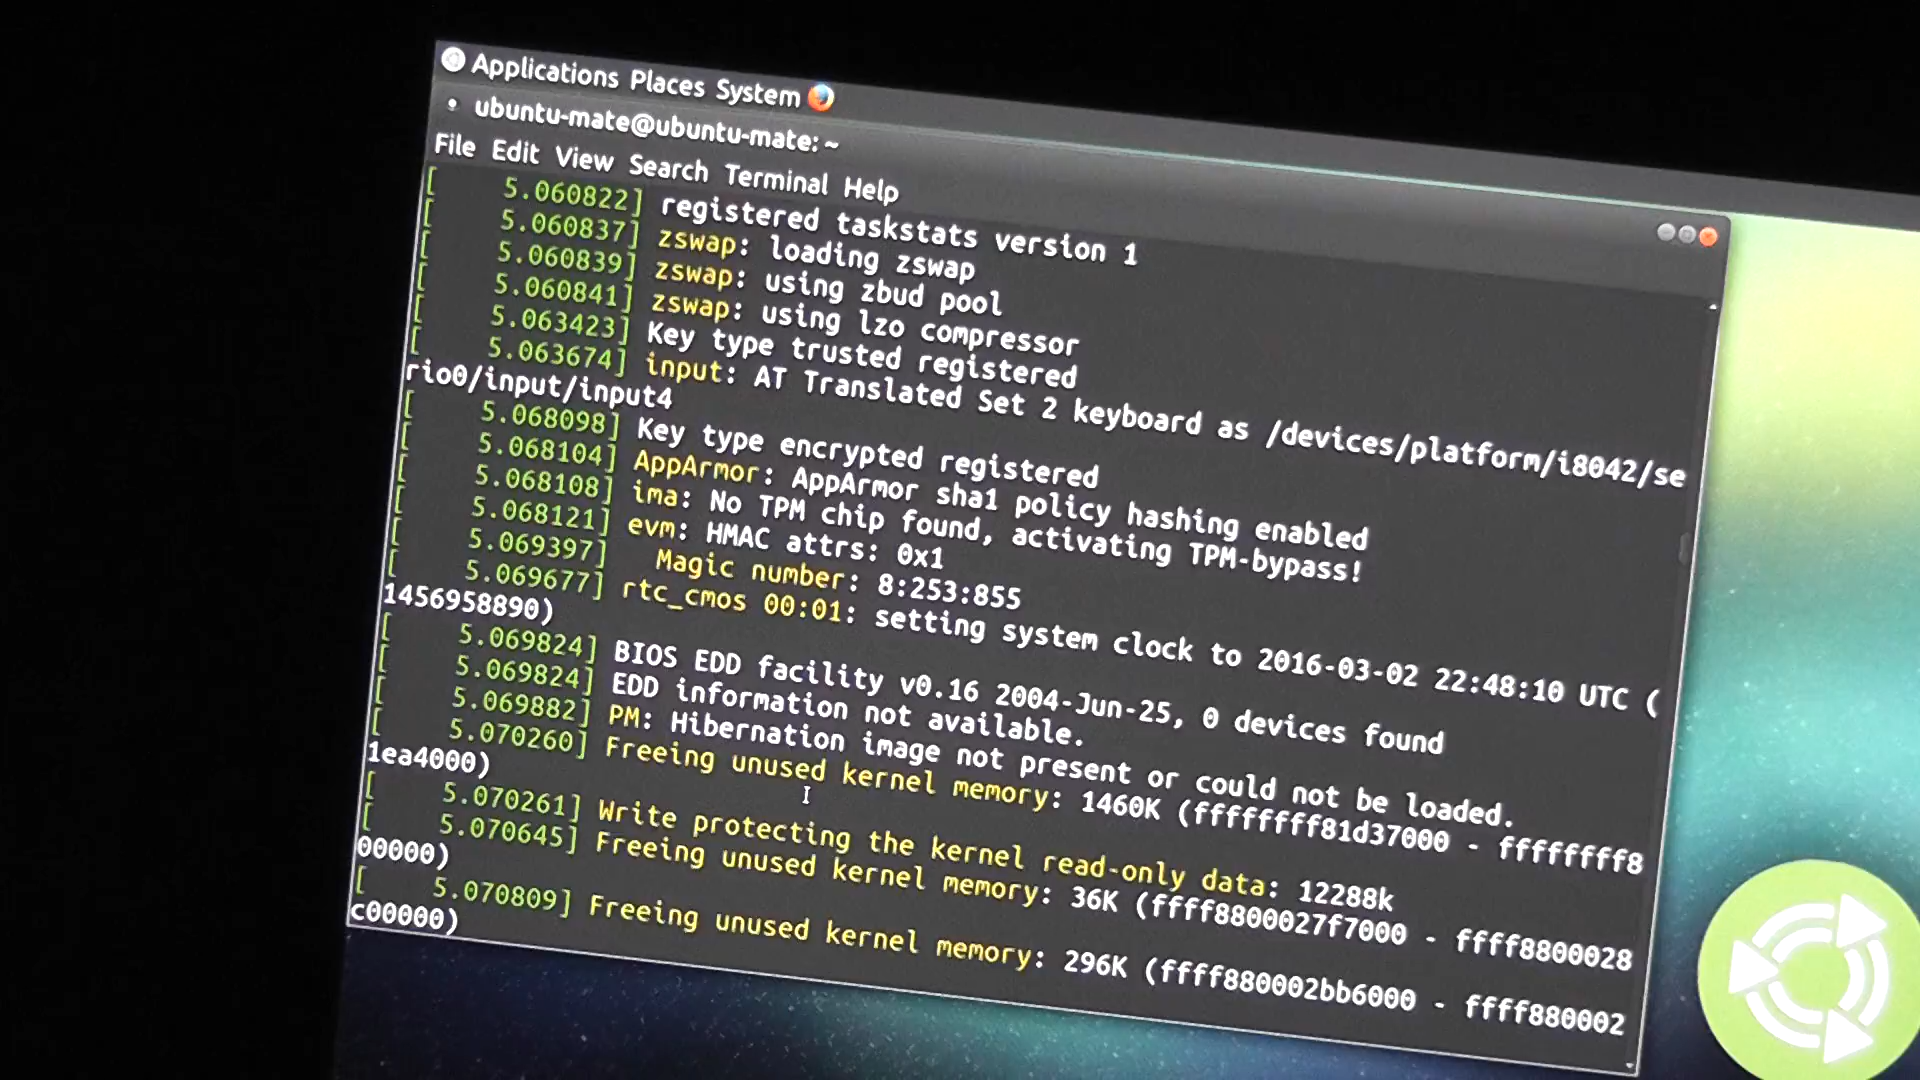 Applications Places System
• ubuntu-mate@ubuntu-mate: ~
File Edit View Search Terminal Help
[    5.060822] registered taskstats version 1
[    5.060837] zswap: loading zswap
[    5.060839] zswap: using zbud pool
[    5.060841] zswap: using lzo compressor
[    5.063423] Key type trusted registered
[    5.063674] input: AT Translated Set 2 keyboard as /devices/platform/i8042/se
rio0/input/input4
[    5.068098] Key type encrypted registered
[    5.068104] AppArmor: AppArmor sha1 policy hashing enabled
[    5.068108] ima: No TPM chip found, activating TPM-bypass!
[    5.068121] evm: HMAC attrs: 0x1
[    5.069397]   Magic number: 8:253:855
[    5.069677] rtc_cmos 00:01: setting system clock to 2016-03-02 22:48:10 UTC (
1456958890)
[    5.069824] BIOS EDD facility v0.16 2004-Jun-25, 0 devices found
[    5.069824] EDD information not available.
[    5.069882] PM: Hibernation image not present or could not be loaded.
[    5.070260] Freeing unused kernel memory: 1460K (ffffffff81d37000 - ffffffff8
1ea4000)
[    5.070261] Write protecting the kernel read-only data: 12288k
[    5.070645] Freeing unused kernel memory: 36K (ffff8800027f7000 - ffff8800028
00000)
[    5.070809] Freeing unused kernel memory: 296K (ffff880002bb6000 - ffff880002
c00000)